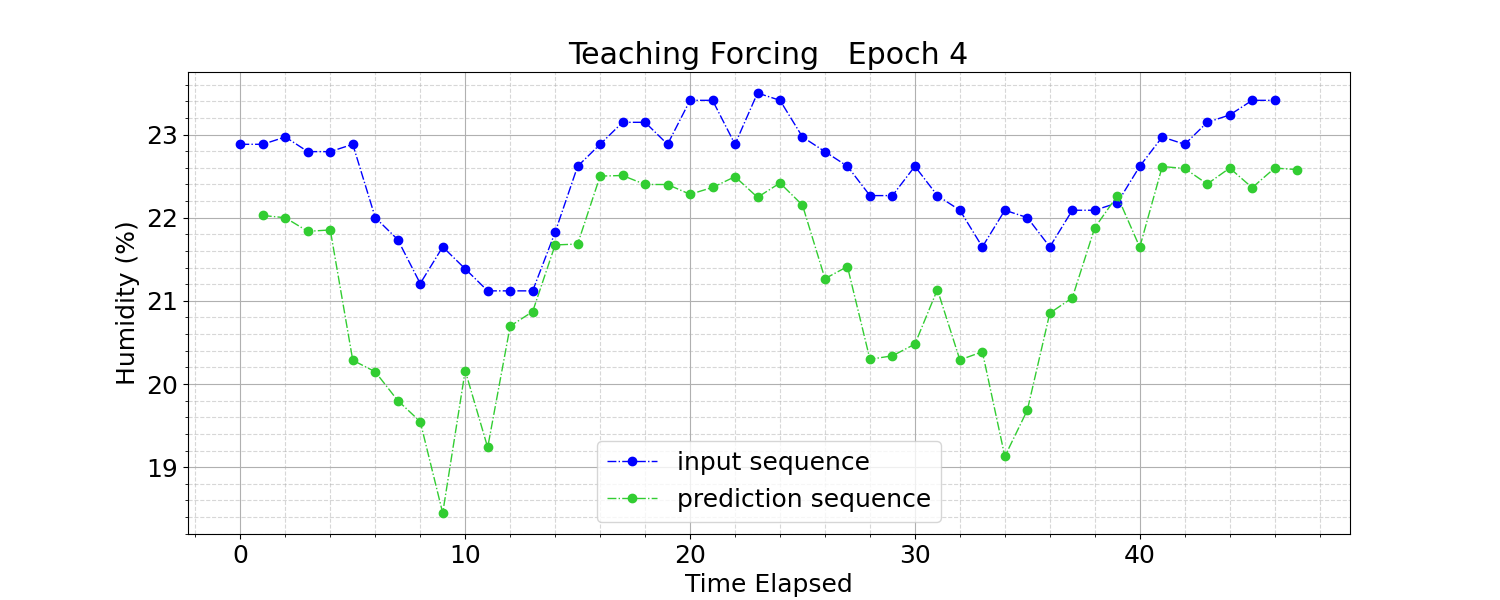 Teaching Forcing   Epoch 4
Humidity (%)
23
22
21
20
19
input sequence
prediction sequence
0 10 20 30 40
Time Elapsed